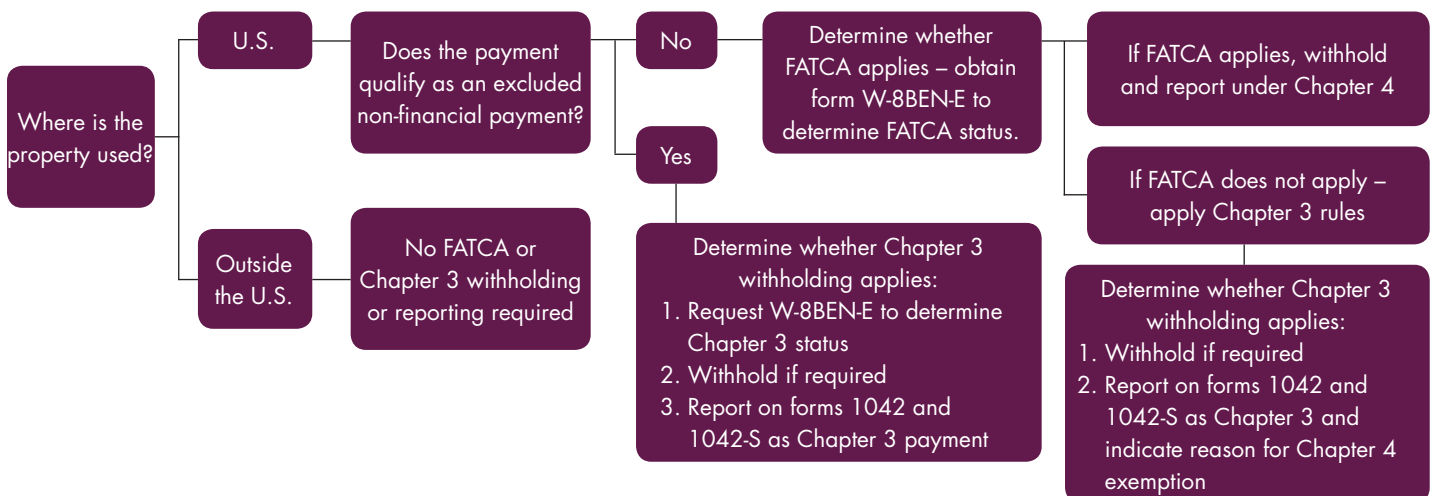 Where is the
property used?
U.S.
Does the payment
qualify as an excluded
non-financial payment?
No
Determine whether
FATCA applies – obtain
form W-8BEN-E to
determine FATCA status.
If FATCA applies, withhold
and report under Chapter 4
If FATCA does not apply –
apply Chapter 3 rules
Determine whether Chapter 3
withholding applies:
1. Withhold if required
2. Report on forms 1042 and
1042-S as Chapter 3 and
indicate reason for Chapter 4
exemption
Yes
Determine whether Chapter 3
withholding applies:
1. Request W-8BEN-E to determine
Chapter 3 status
2. Withhold if required
3. Report on forms 1042 and
1042-S as Chapter 3 payment
Outside
the U.S.
No FATCA or
Chapter 3 withholding
or reporting required